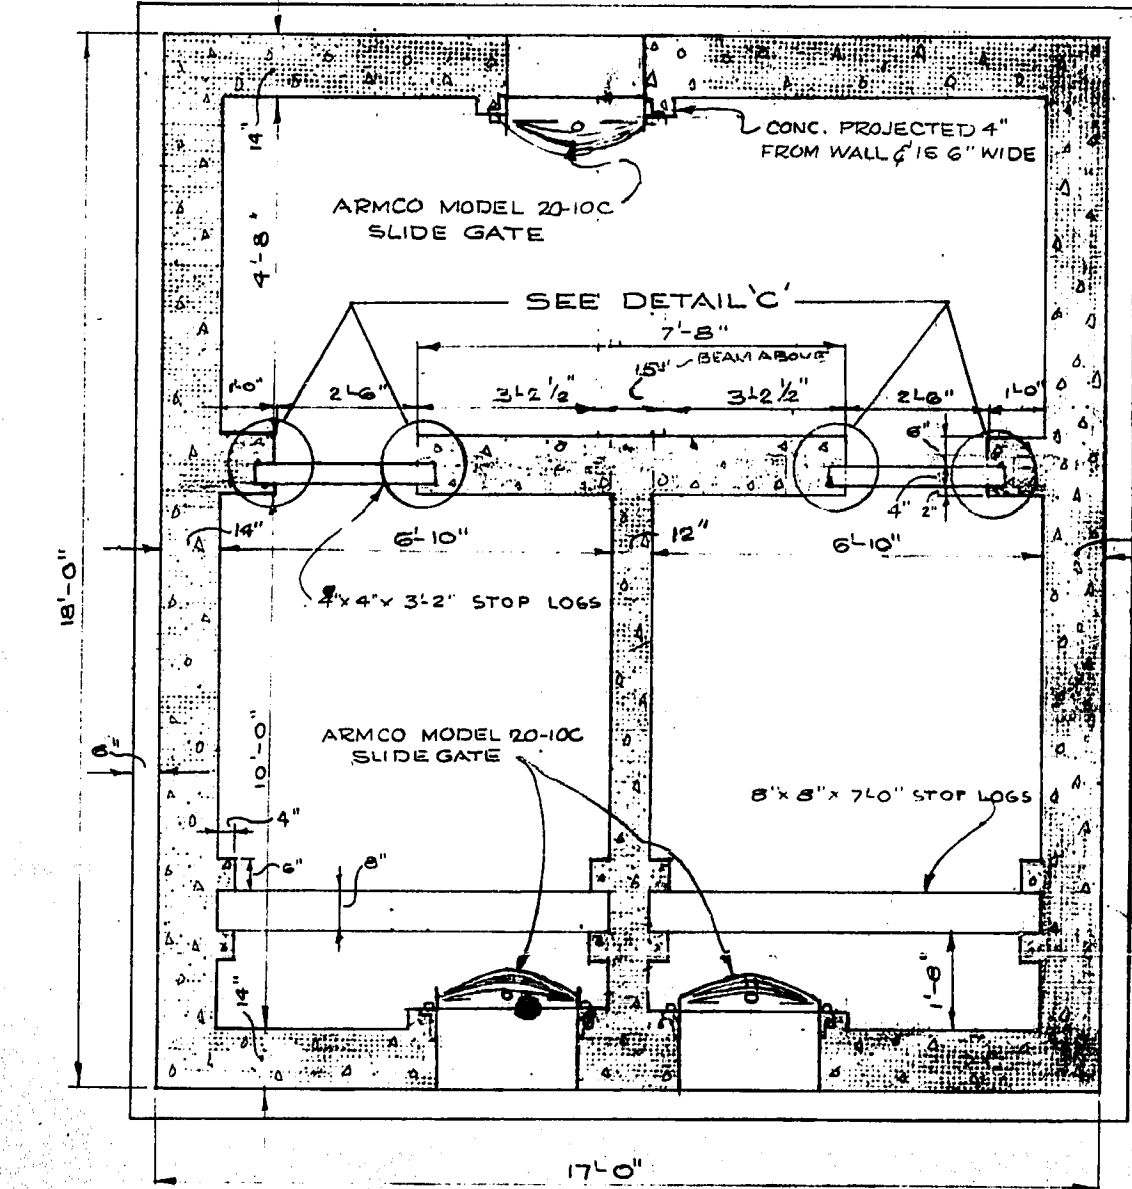 14"
CONC. PROJECTED 4"
FROM WALL ₵ IS 6" WIDE
ARMCO MODEL 20-10C
SLIDE GATE
4'-8"
SEE DETAIL 'C'
7'-8"
BEAM ABOVE
1'-0"
2'-6"
3'-2 1/2"
3'-2 1/2"
2'-6"
1'-0"
6"
4"
2"
14"
6'-10"
12"
6'-10"
18'-0"
4"x 4"x 3'-2" STOP LOGS
ARMCO MODEL 20-10C
SLIDE GATE
6"
10'-0"
8"x 8"x 7'-0" STOP LOGS
4"
6"
8"
14"
1'-8"
17'-0"